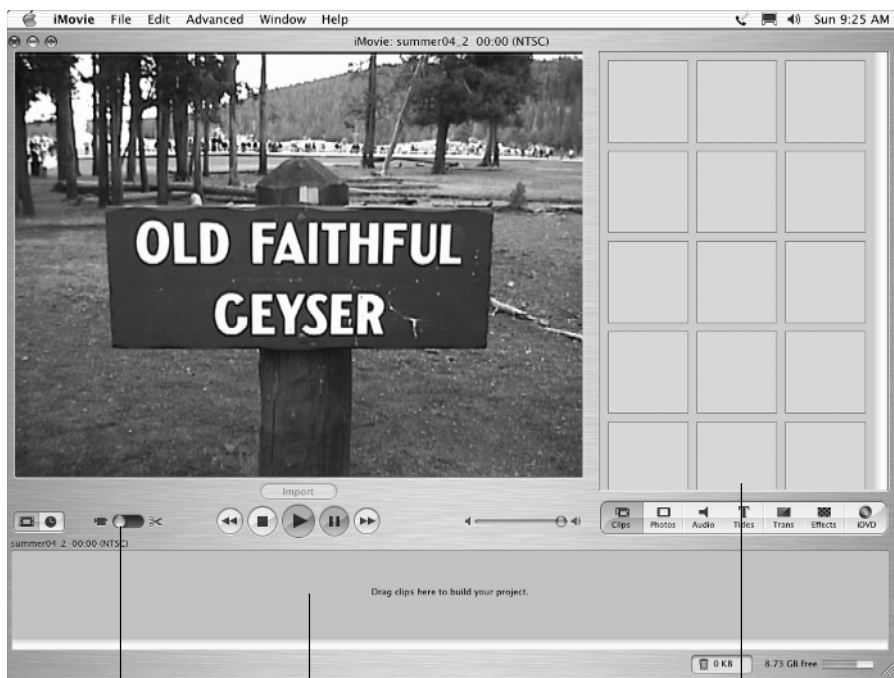 iMovie File Edit Advanced Window Help Sun 9:25 AM
iMovie: summer04_2 00:00 (NTSC)
OLD FAITHFUL
GEYSER
Import
Clips Photos Audio Titles Trans Effects iDVD
summer04_2 00:00 (NTSC)
Drag clips here to build your project.
0 KB 8.73 GB free